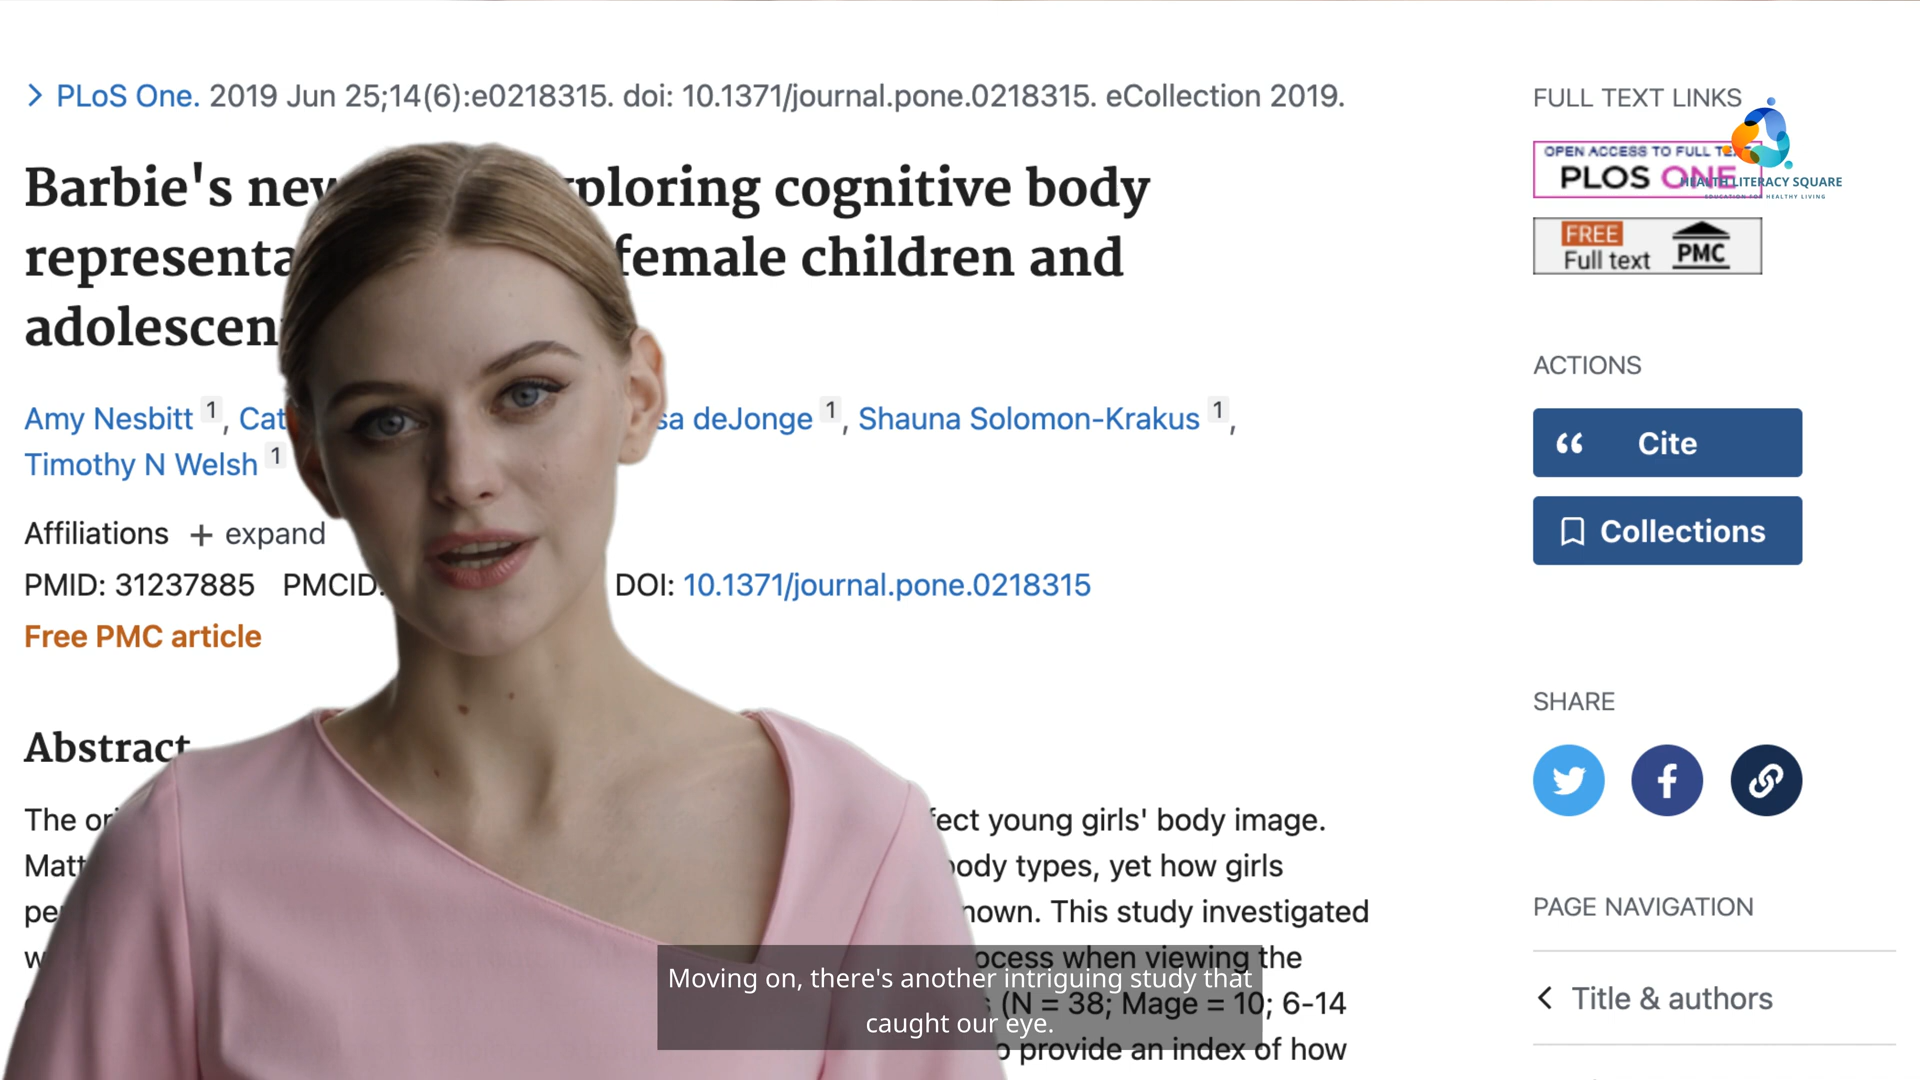 PLoS One. 2019 Jun 25;14(6):e0218315. doi: 10.1371/journal.pone.0218315. eCollection 2019.
Barbie's new ploring cognitive body
representa female children and
adolescen
Amy Nesbitt 1, Cat sa deJonge 1, Shauna Solomon-Krakus 1,
Timothy N Welsh 1
Affiliations + expand
PMID: 31237885 PMCID: DOI: 10.1371/journal.pone.0218315
Free PMC article
Abstract
The ori fect young girls' body image.
Matt body types, yet how girls
pe nown. This study investigated
w ocess when viewing the
(N = 38; Mage = 10; 6-14
o provide an index of how
Moving on, there's another intriguing study that
caught our eye.
FULL TEXT LINKS
OPEN ACCESS TO FULL TE
PLOS ONE
HEALTH LITERACY SQUARE
EDUCATION FOR HEALTHY LIVING
FREE
Full text PMC
ACTIONS
Cite
Collections
SHARE
PAGE NAVIGATION
Title & authors